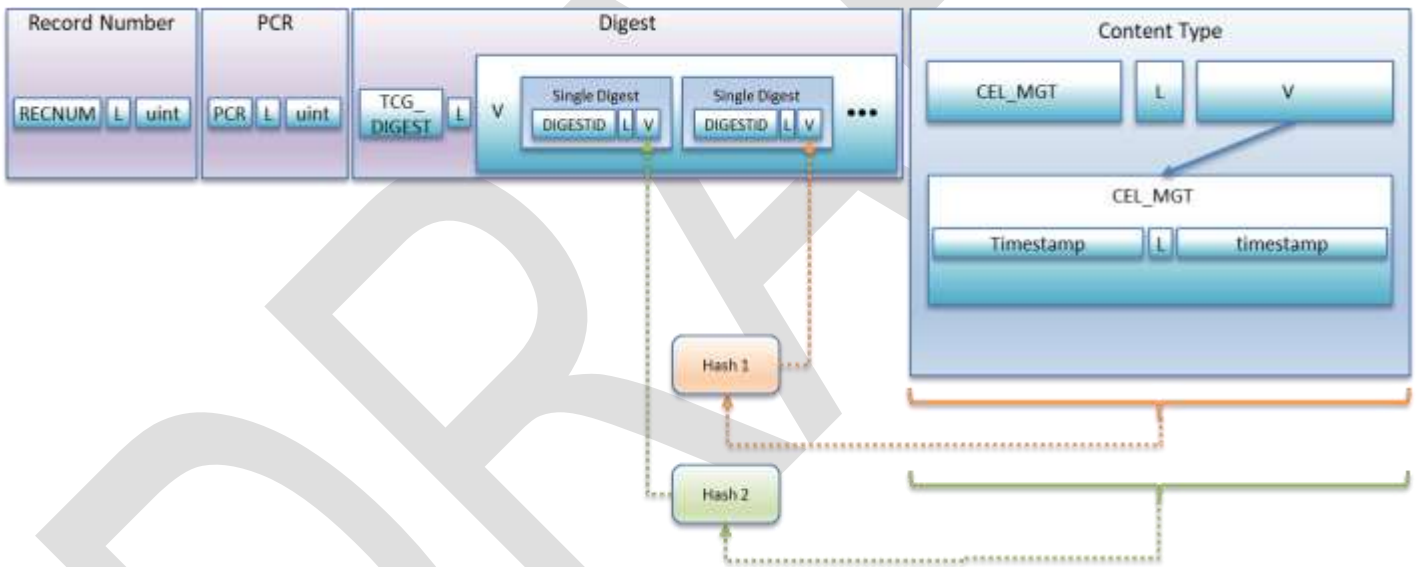 Record Number
PCR
Digest
Content Type
RECNUM L uint
PCR L uint
TCG_
DIGEST
L
V
Single Digest
DIGESTID L V
Single Digest
DIGESTID L V
•••
CEL_MGT
L
V
CEL_MGT
Timestamp L timestamp
Hash 1
Hash 2
DRA